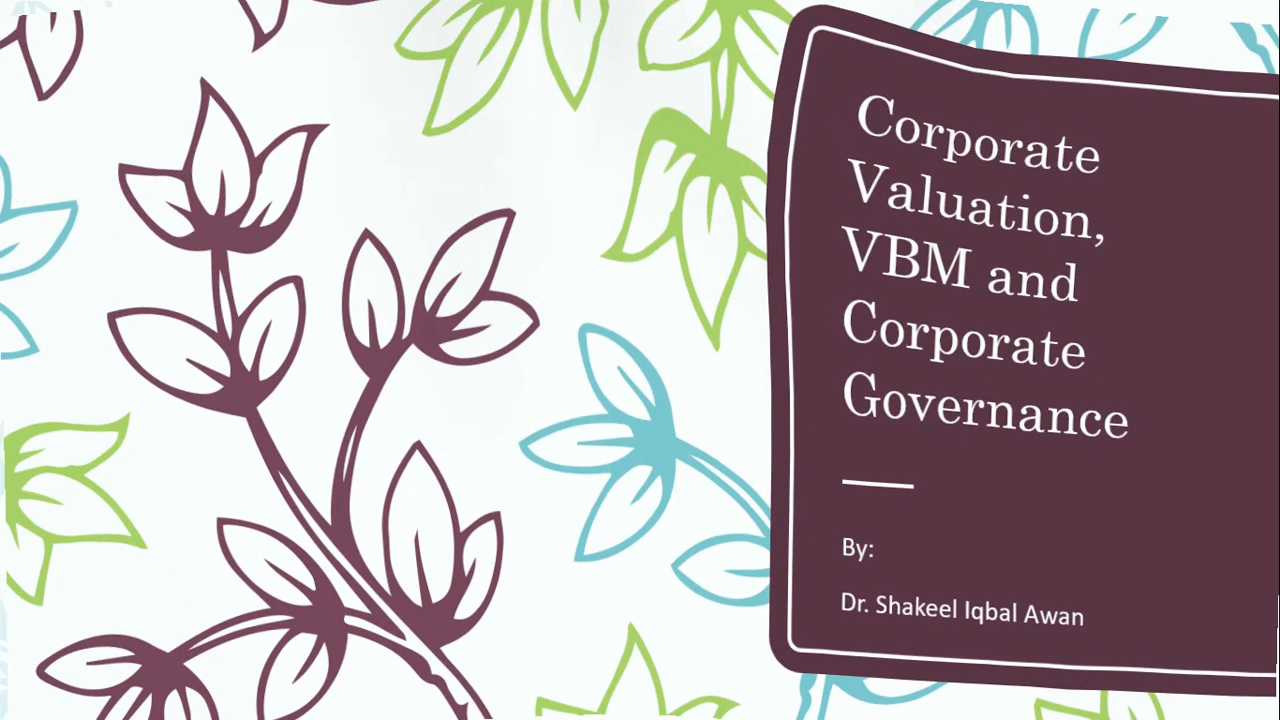 Corporate
Valuation,
VBM and
Corporate
Governance
By:
Dr. Shakeel Iqbal Awan